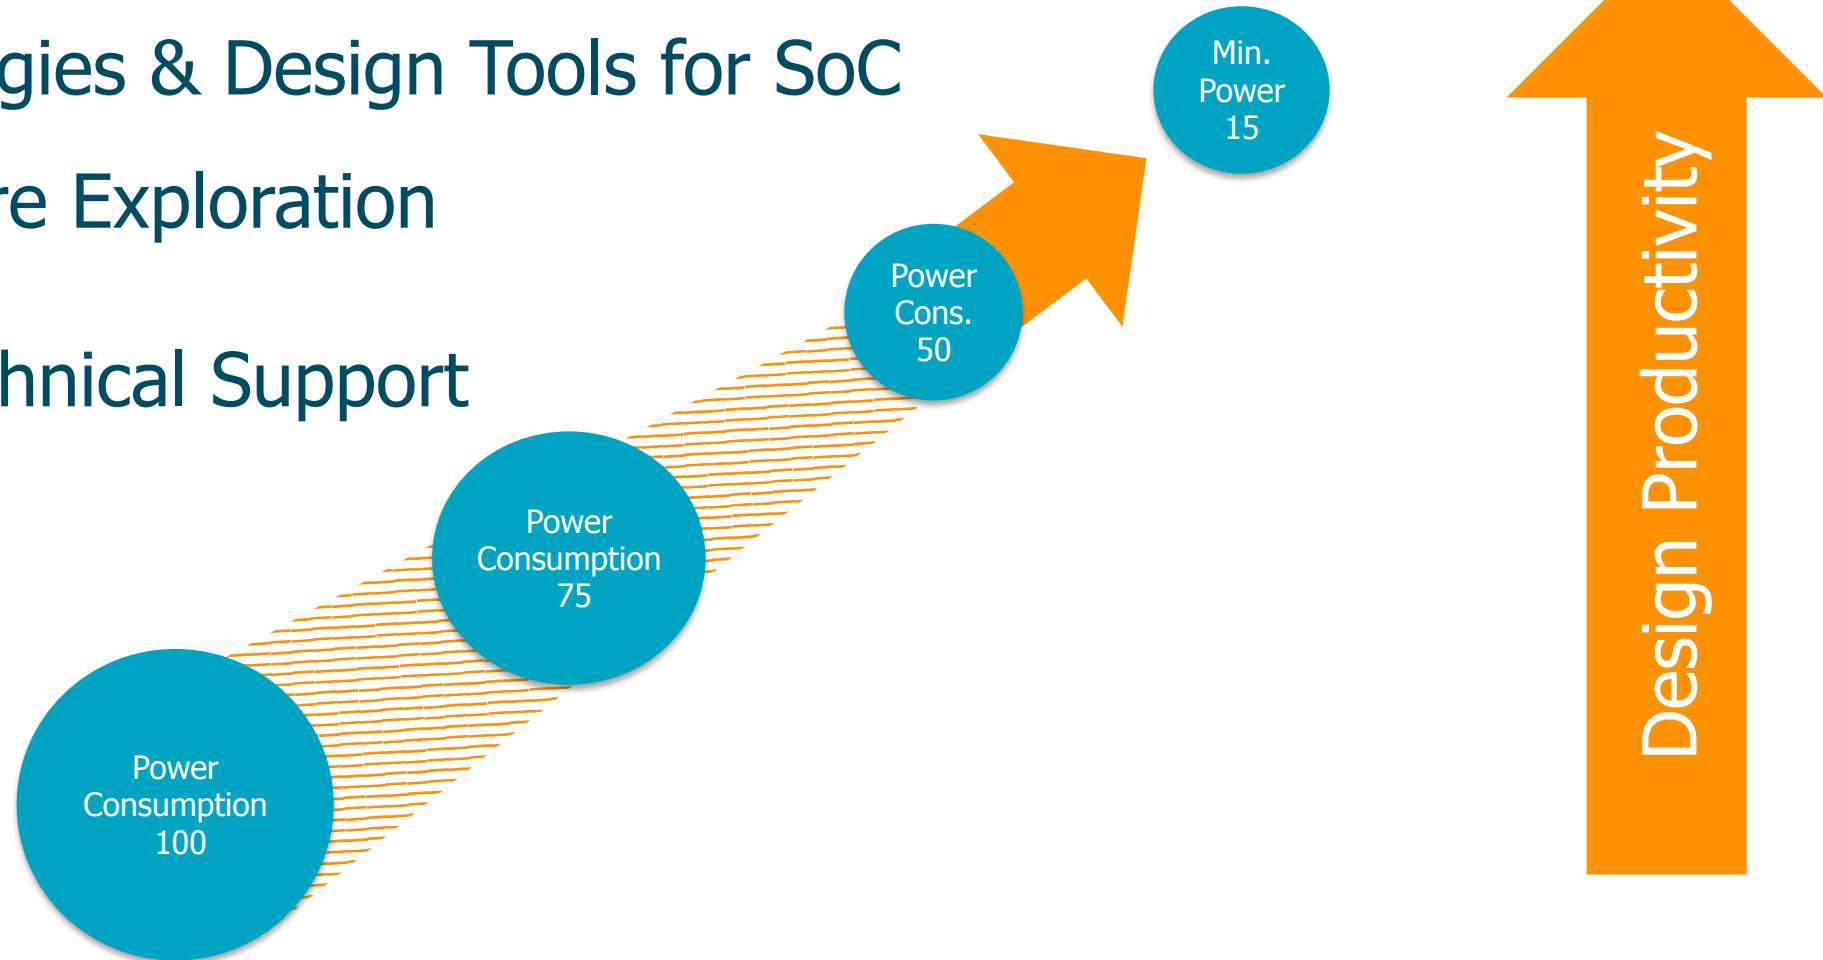 gies & Design Tools for SoC
re Exploration
hnical Support
Min.
Power
15
Power
Cons.
50
Power
Consumption
75
Power
Consumption
100
Design Productivity